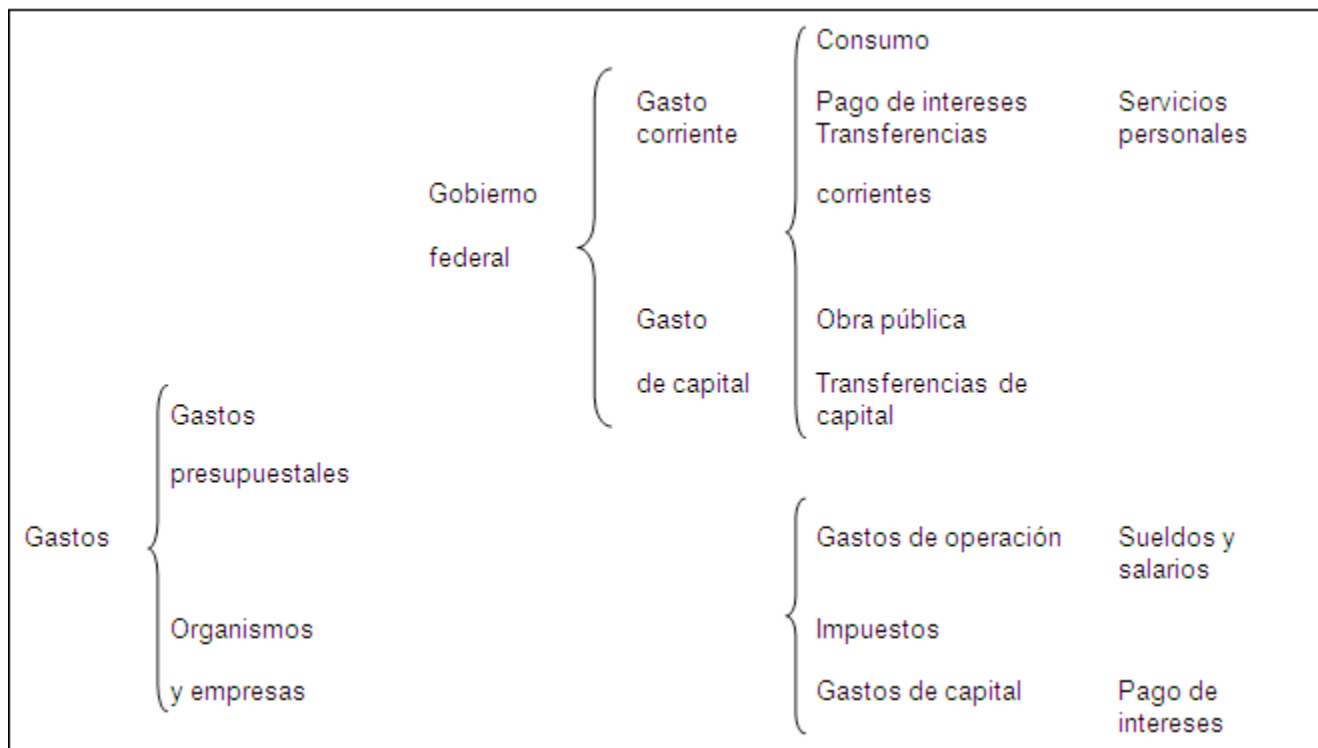 Consumo
Gasto corriente
Pago de intereses
Transferencias
corrientes
Servicios
personales
Gobierno
federal
Gasto
de capital
Obra pública
Transferencias de
capital
Gastos
presupuestales
Gastos
Organismos
y empresas
Gastos de operación
Sueldos y
salarios
Impuestos
Gastos de capital
Pago de
intereses